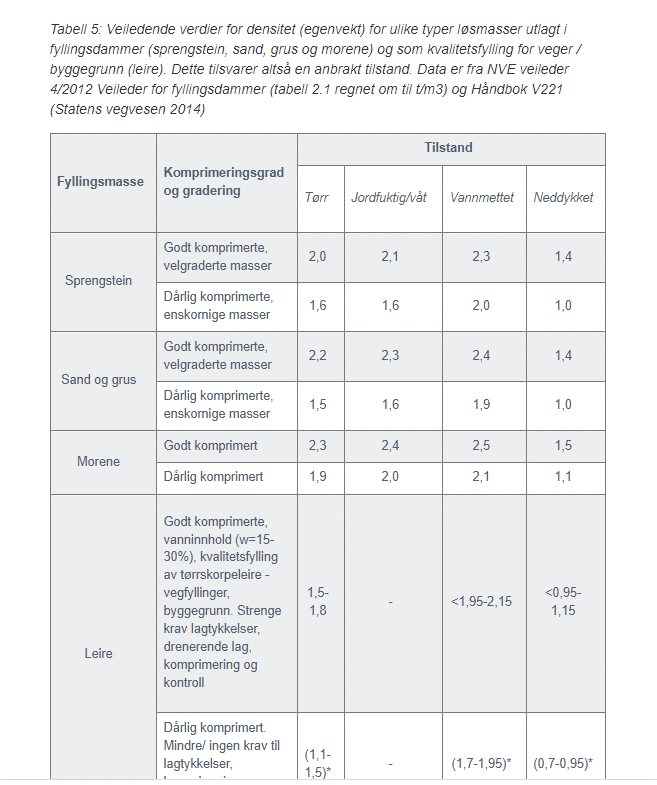 Tabell 5: Veiledende verdier for densitet (egenvekt) for ulike typer løsmasser utlagt i
fyllingsdammer (sprengstein, sand, grus og morene) og som kvalitetsfylling for veger /
byggegrunn (leire). Dette tilsvarer altså en anbrakt tilstand. Data er fra NVE veileder
4/2012 Veileder for fyllingsdammer (tabell 2.1 regnet om til t/m3) og Håndbok V221
(Statens vegvesen 2014)
Fyllingsmasse
Komprimeringsgrad
og gradering
Tilstand
Tørr
Jordfuktig/våt
Vannmettet
Neddykket
Sprengstein
Godt komprimerte,
velgraderte masser
2,0
2,1
2,3
1,4
Dårlig komprimerte,
enskornige masser
1,6
1,6
2,0
1,0
Sand og grus
Godt komprimerte,
velgraderte masser
2,2
2,3
2,4
1,4
Dårlig komprimerte,
enskornige masser
1,5
1,6
1,9
1,0
Morene
Godt komprimert
2,3
2,4
2,5
1,5
Dårlig komprimert
1,9
2,0
2,1
1,1
Leire
Godt komprimerte,
vanninnhold (w=15-
30%), kvalitetsfylling
av tørrskorpeleire -
vegfyllinger,
byggegrunn. Strenge
krav lagtykkelser,
drenerende lag,
komprimering og
kontroll
1,5-
1,8
-
<1,95-2,15
<0,95-
1,15
Dårlig komprimert.
Mindre/ ingen krav til
lagtykkelser,
(1,1-
1,5)*
-
(1,7-1,95)*
(0,7-0,95)*